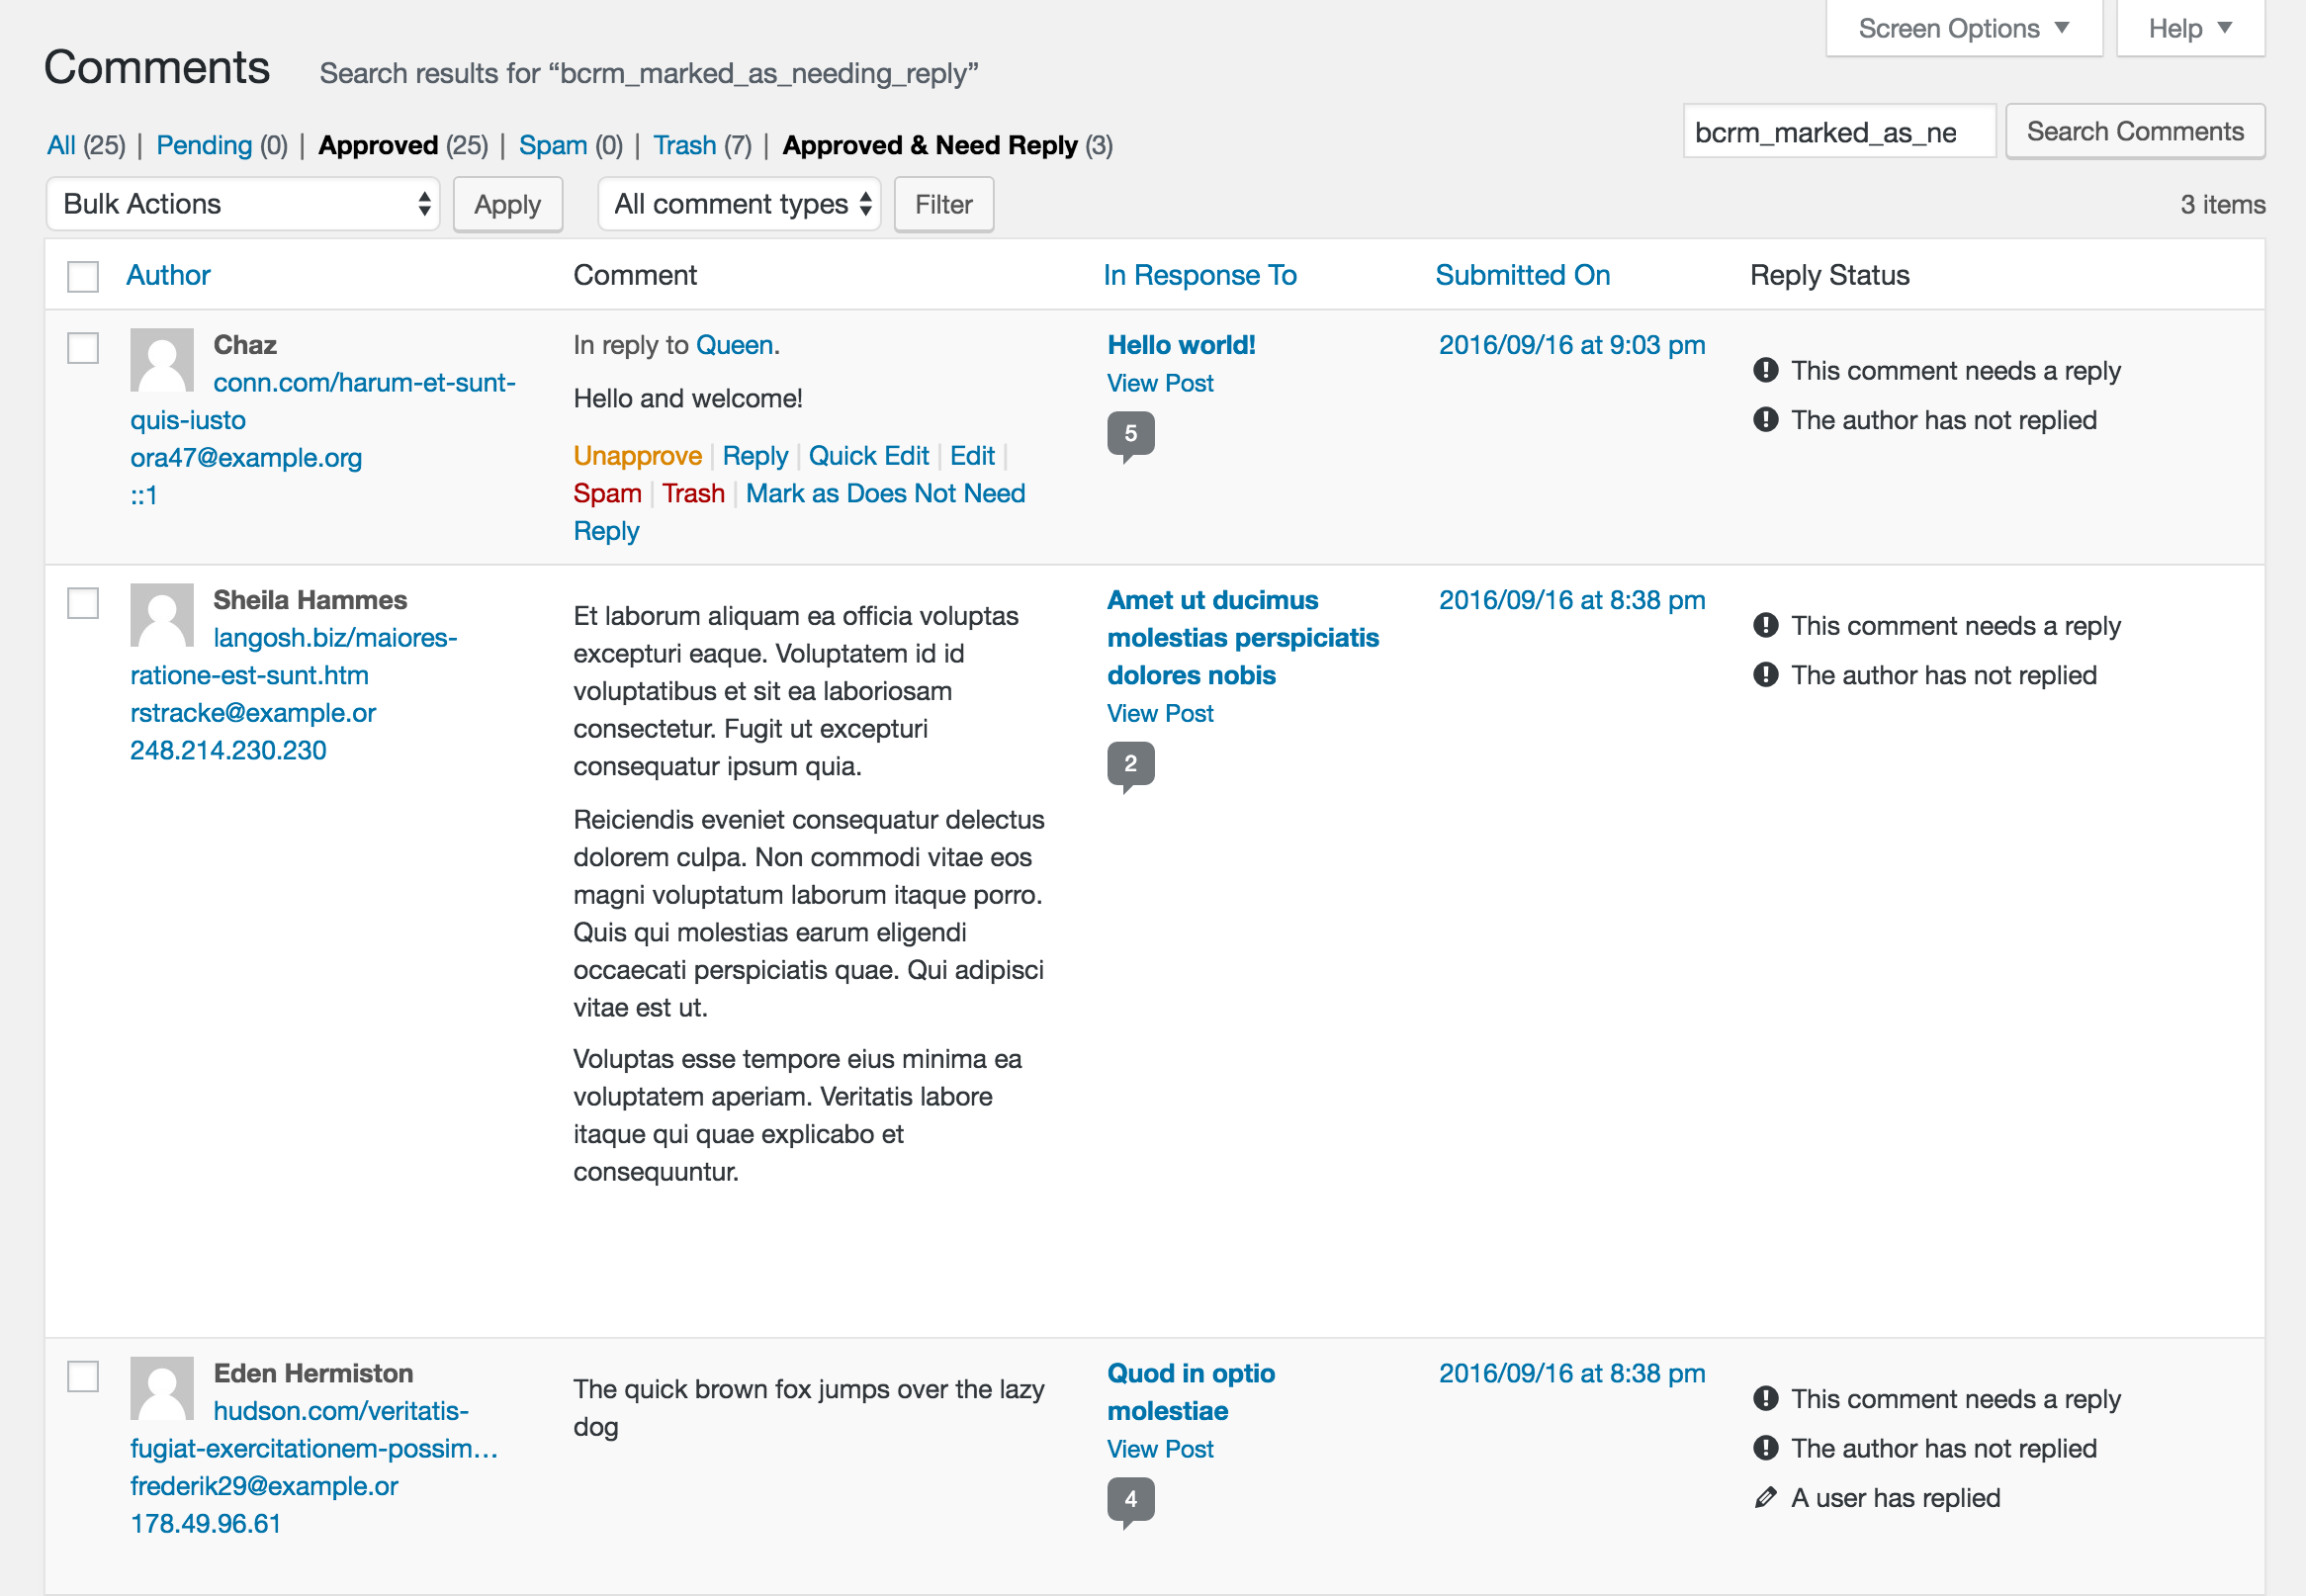 Screen Options
Help
Comments Search results for “bcrm_marked_as_needing_reply”
bcrm_marked_as_ne
Search Comments
All (25) | Pending (0) | Approved (25) | Spam (0) | Trash (7) | Approved & Need Reply (3)
Bulk Actions
Apply
All comment types
Filter
3 items
Author
Comment
In Response To
Submitted On
Reply Status
Chaz
conn.com/harum-et-sunt-
quis-iusto
ora47@example.org
::1
In reply to Queen.
Hello and welcome!
Unapprove | Reply | Quick Edit | Edit |
Spam | Trash | Mark as Does Not Need
Reply
Hello world!
View Post
5
2016/09/16 at 9:03 pm
This comment needs a reply
The author has not replied
Sheila Hammes
langosh.biz/maiores-
ratione-est-sunt.htm
rstracke@example.or
248.214.230.230
Et laborum aliquam ea officia voluptas
excepturi eaque. Voluptatem id id
voluptatibus et sit ea laboriosam
consectetur. Fugit ut excepturi
consequatur ipsum quia.
Reiciendis eveniet consequatur delectus
dolorem culpa. Non commodi vitae eos
magni voluptatum laborum itaque porro.
Quis qui molestias earum eligendi
occaecati perspiciatis quae. Qui adipisci
vitae est ut.
Voluptas esse tempore eius minima ea
voluptatem aperiam. Veritatis labore
itaque qui quae explicabo et
consequuntur.
Amet ut ducimus
molestias perspiciatis
dolores nobis
View Post
2
2016/09/16 at 8:38 pm
This comment needs a reply
The author has not replied
Eden Hermiston
hudson.com/veritatis-
fugiat-exercitationem-possim…
frederik29@example.or
178.49.96.61
The quick brown fox jumps over the lazy
dog
Quod in optio
molestiae
View Post
4
2016/09/16 at 8:38 pm
This comment needs a reply
The author has not replied
A user has replied